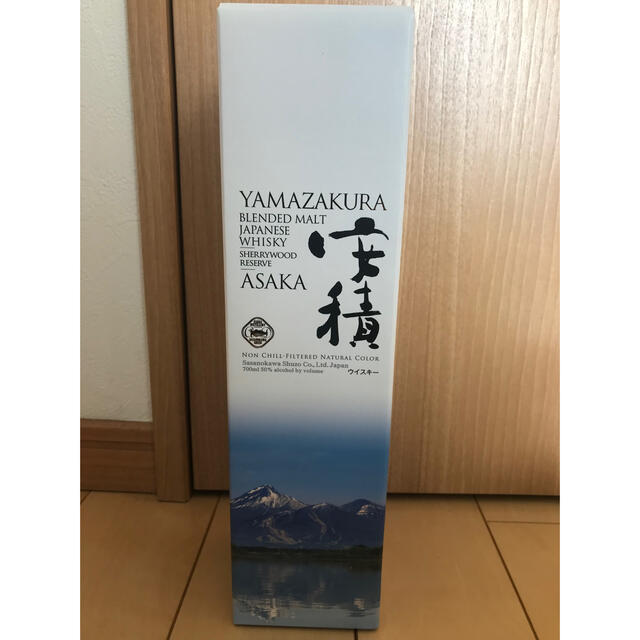 YAMAZAKURA
BLENDED MALT
JAPANESE
WHISKY
SHERRYWOOD
RESERVE
ASAKA
安積
NON CHILL-FILTERED NATURAL COLOR
Sasanokawa Shuzo Co., Ltd. Japan
700ml 50% alcohol by volume
ウイスキー